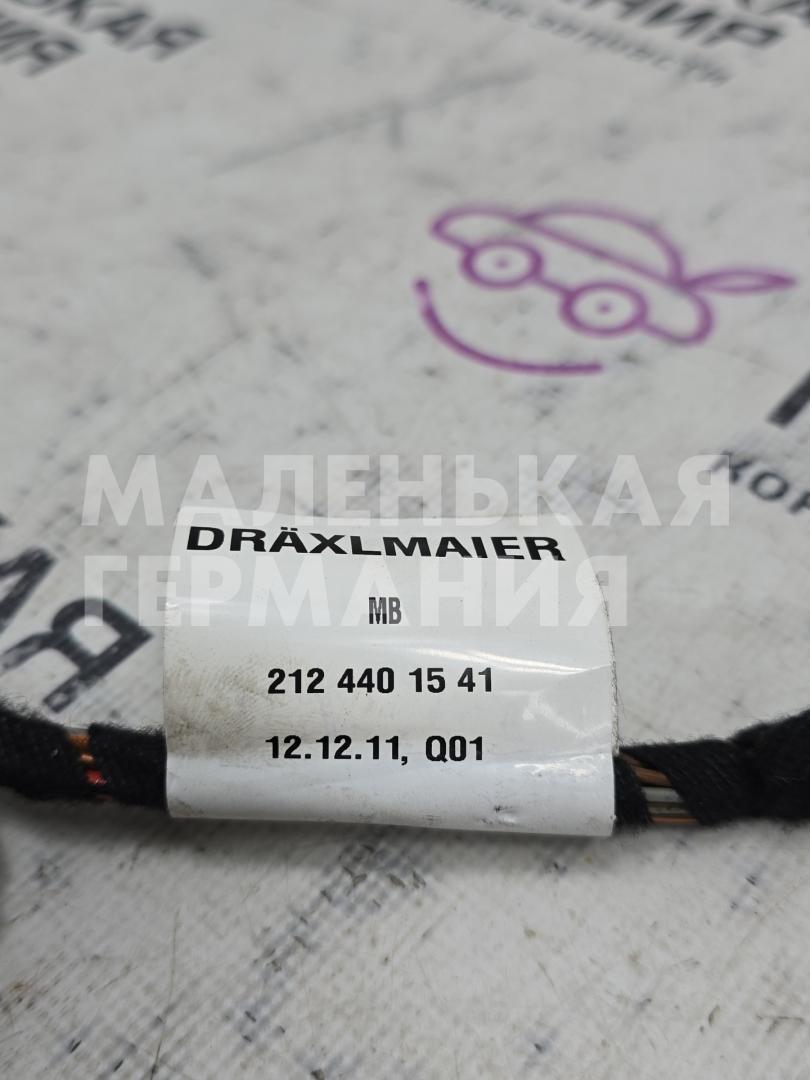 МАЛЕНЬКАЯ
ГЕРМАНИЯ
DRÄXLMAIER
MB
212 440 15 41
12.12.11, Q01